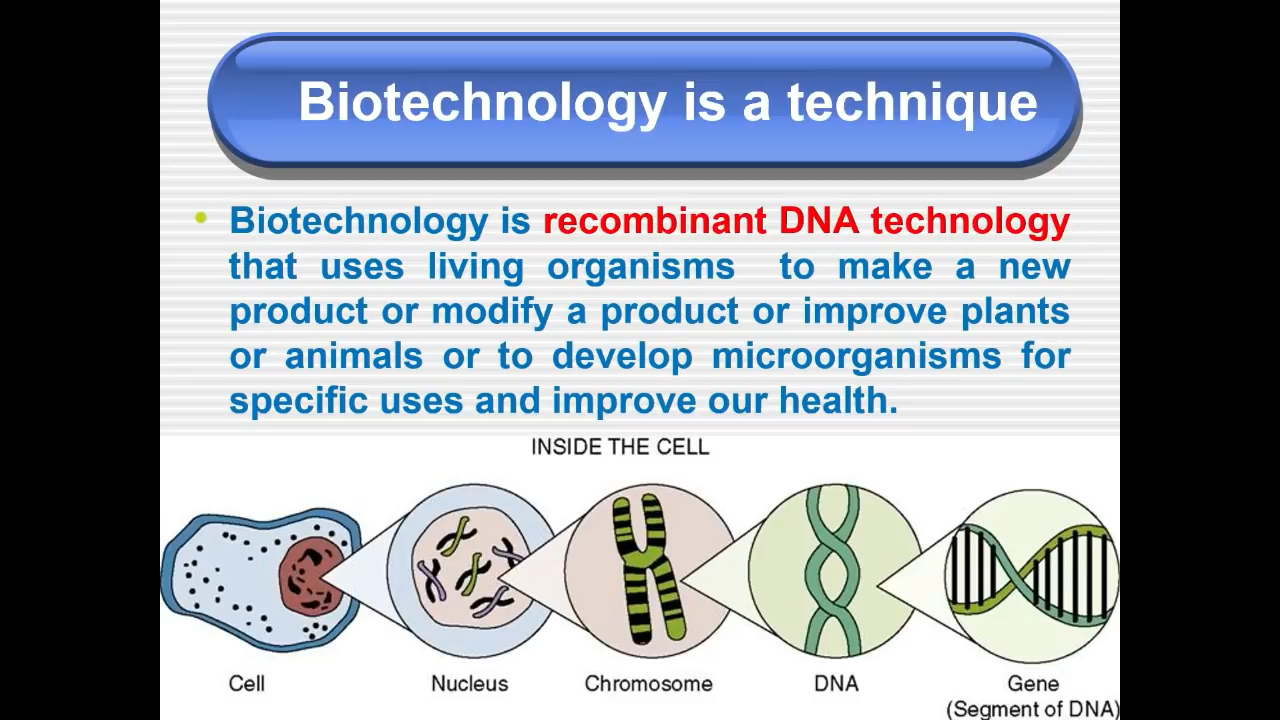 Biotechnology is a technique
• Biotechnology is recombinant DNA technology
that uses living organisms to make a new
product or modify a product or improve plants
or animals or to develop microorganisms for
specific uses and improve our health.
INSIDE THE CELL
Cell Nucleus Chromosome DNA Gene
(Segment of DNA)